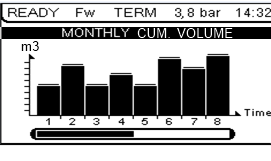 READY Fw TERM 3,8 bar 14:32
MONTHLY CUM. VOLUME
m3
Time
1 2 3 4 5 6 7 8